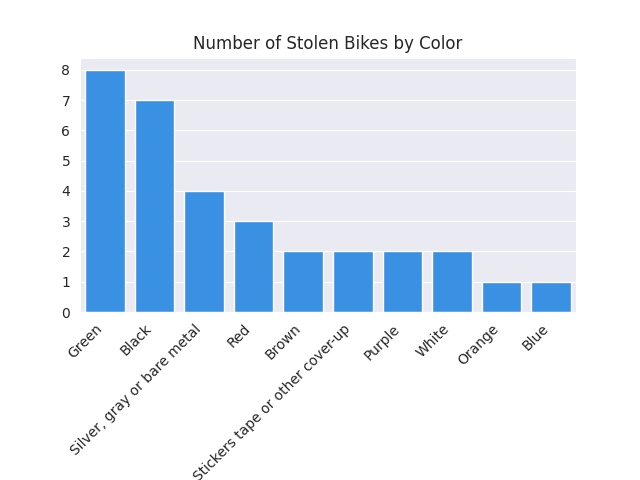 Number of Stolen Bikes by Color
8
7
6
5
4
3
2
1
0
Green
Black
Silver, gray or bare metal
Red
Brown
Stickers tape or other cover-up
Purple
White
Orange
Blue